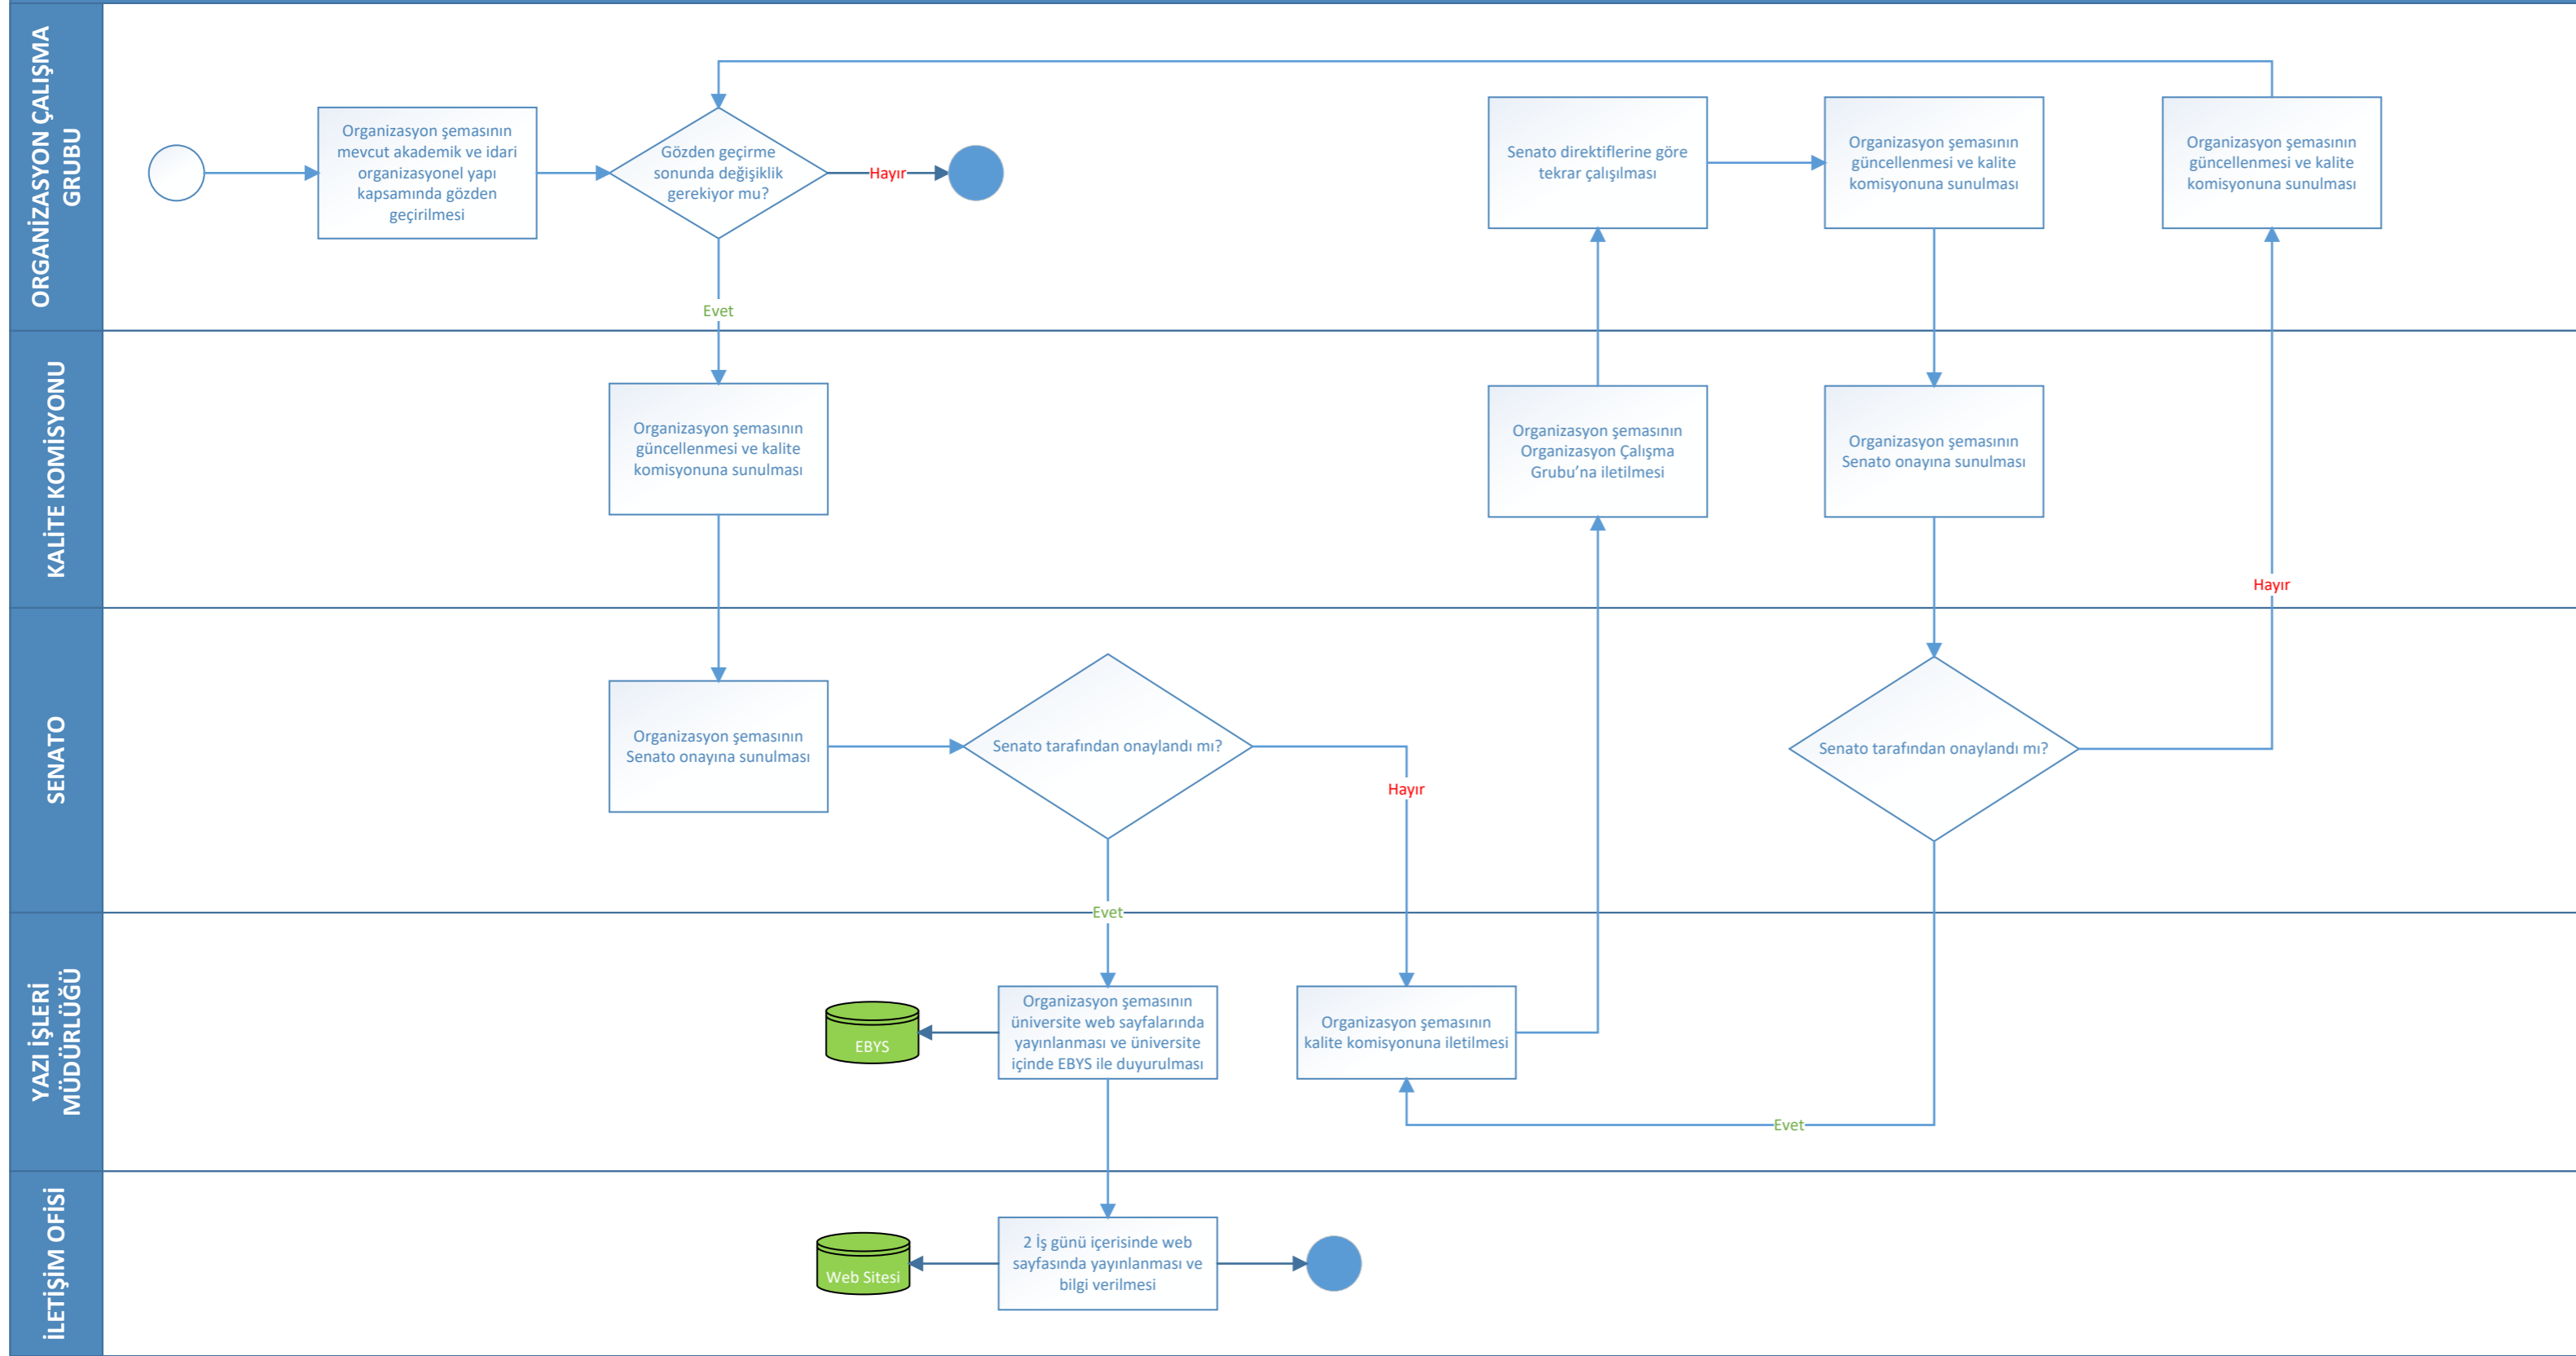 ORGANİZASYON ÇALIŞMA
GRUBU
Organizasyon şemasının
mevcut akademik ve idari
organizasyonel yapı
kapsamında gözden
geçirilmesi
Gözden geçirme
sonunda değişiklik
gerekiyor mu?
Hayır
Evet
Senato direktiflerine göre
tekrar çalışılması
Organizasyon şemasının
güncellenmesi ve kalite
komisyonuna sunulması
Organizasyon şemasının
güncellenmesi ve kalite
komisyonuna sunulması
KALİTE KOMİSYONU
Organizasyon şemasının
güncellenmesi ve kalite
komisyonuna sunulması
Organizasyon şemasının
Organizasyon Çalışma
Grubu’na iletilmesi
Organizasyon şemasının
Senato onayına sunulması
Hayır
SENATO
Organizasyon şemasının
Senato onayına sunulması
Senato tarafından onaylandı mı?
Hayır
Senato tarafından onaylandı mı?
Evet
YAZI İŞLERİ
MÜDÜRLÜĞÜ
EBYS
Organizasyon şemasının
üniversite web sayfalarında
yayınlanması ve üniversite
içinde EBYS ile duyurulması
Organizasyon şemasının
kalite komisyonuna iletilmesi
Evet
İLETİŞİM OFİSİ
Web Sitesi
2 İş günü içerisinde web
sayfasında yayınlanması ve
bilgi verilmesi